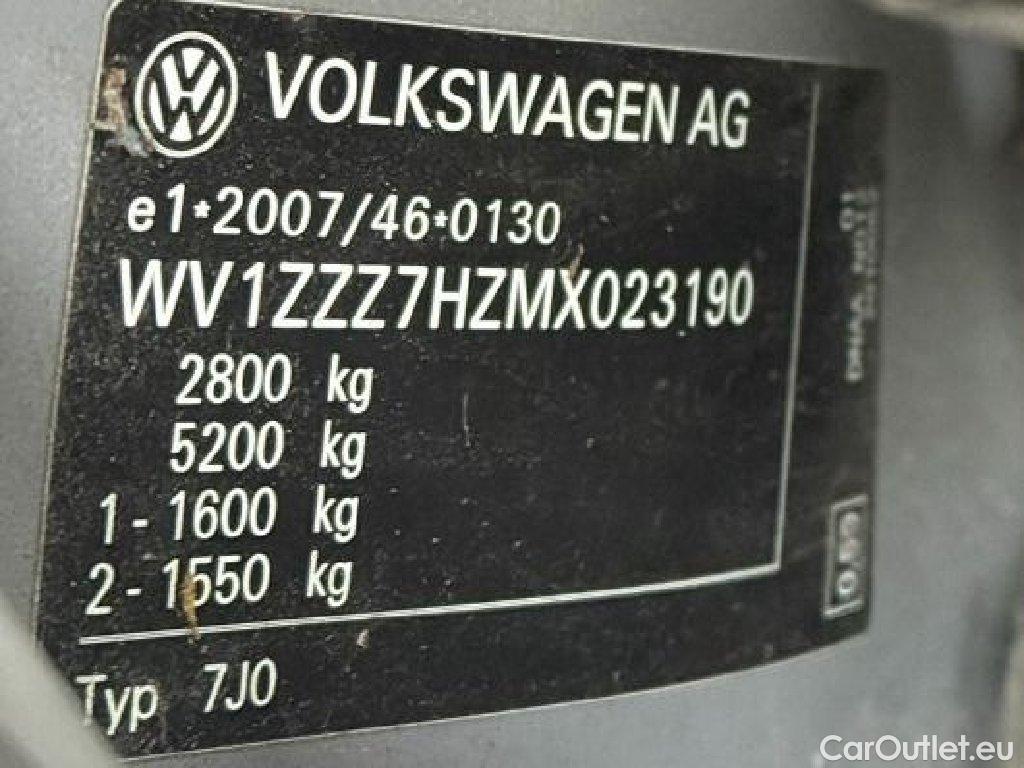 VOLKSWAGEN AG
e1*2007/46*0130
WV1ZZZ7HZMX023190
2800 kg
5200 kg
1 - 1600 kg
2 - 1550 kg
Typ 7J0
CarOutlet.eu